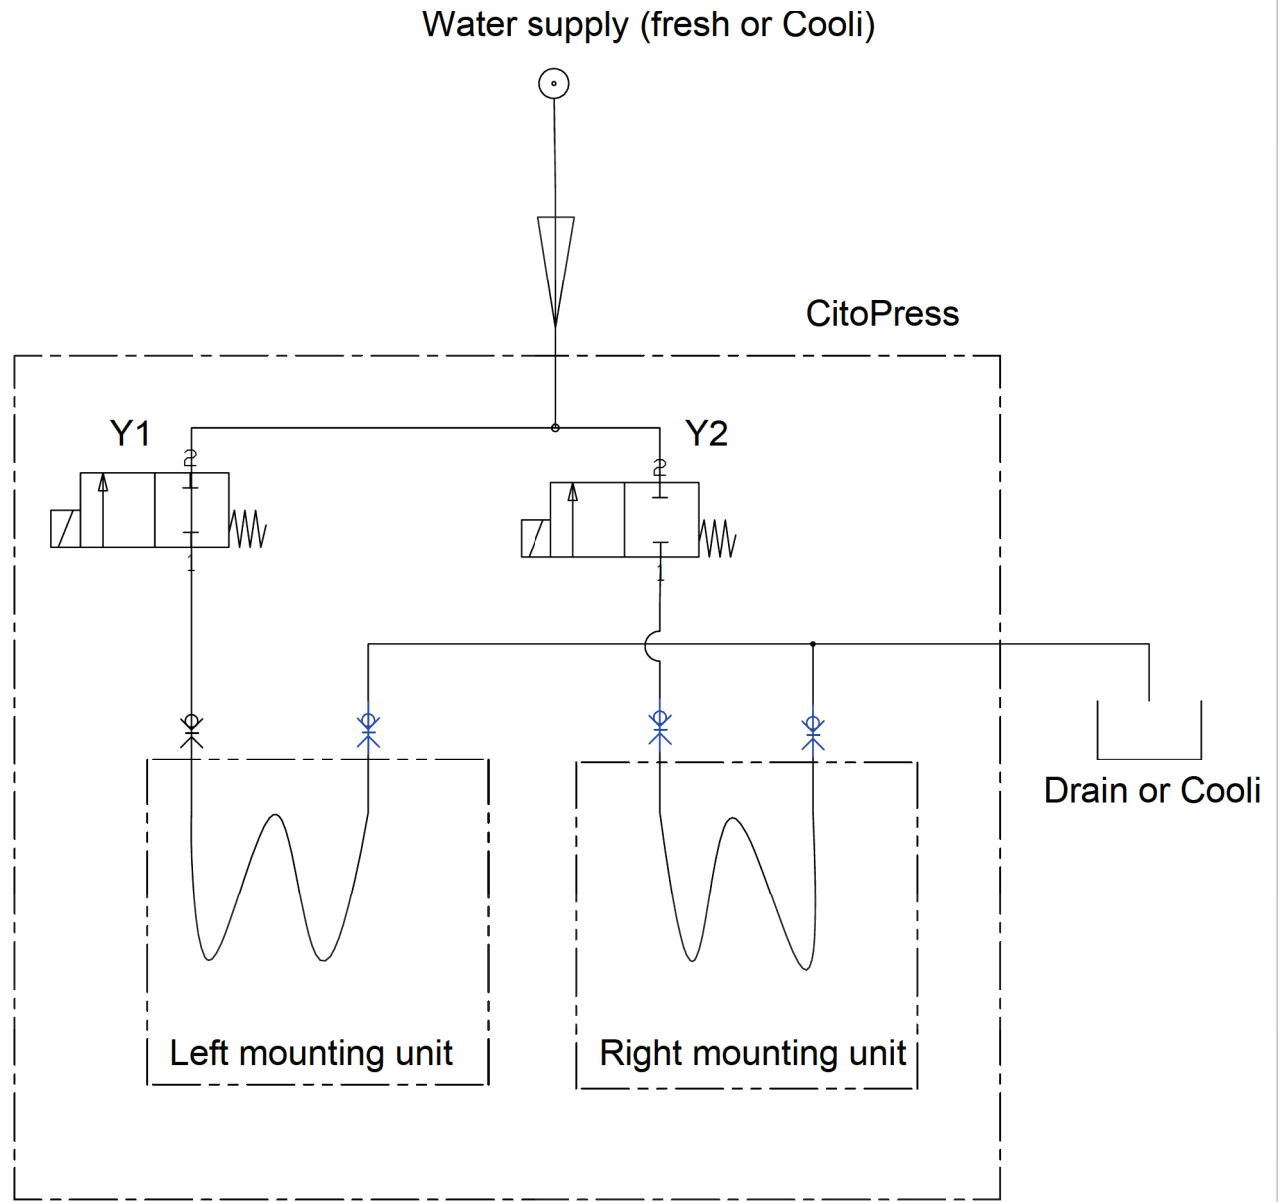 Water supply (fresh or Cooli)
CitoPress
Y1
Y2
2
2
1
1
Drain or Cooli
Left mounting unit
Right mounting unit